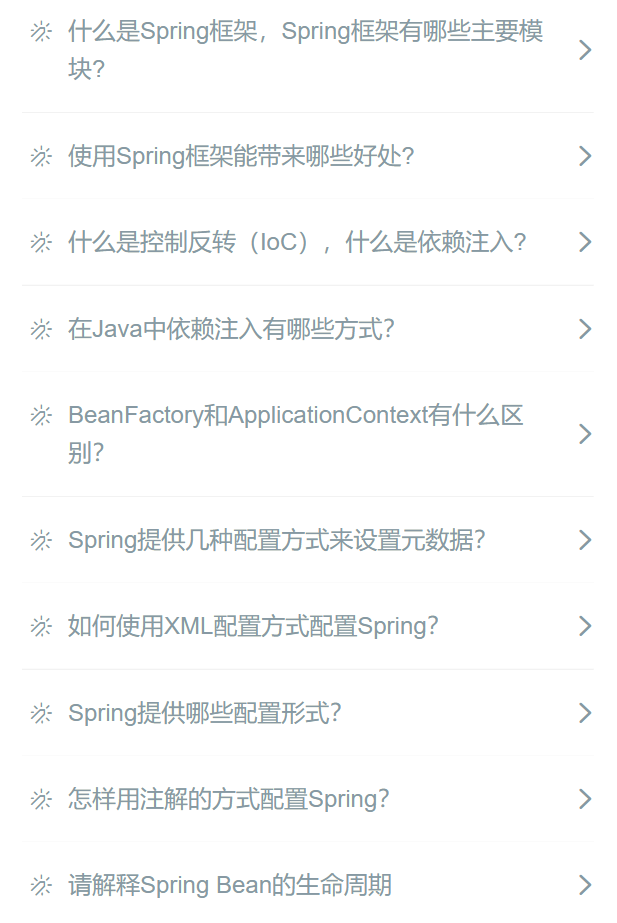 什么是Spring框架，Spring框架有哪些主要模
块？
使用Spring框架能带来哪些好处?
什么是控制反转（IoC），什么是依赖注入?
在Java中依赖注入有哪些方式？
BeanFactory和ApplicationContext有什么区
别？
Spring提供几种配置方式来设置元数据？
如何使用XML配置方式配置Spring？
Spring提供哪些配置形式？
怎样用注解的方式配置Spring？
请解释Spring Bean的生命周期